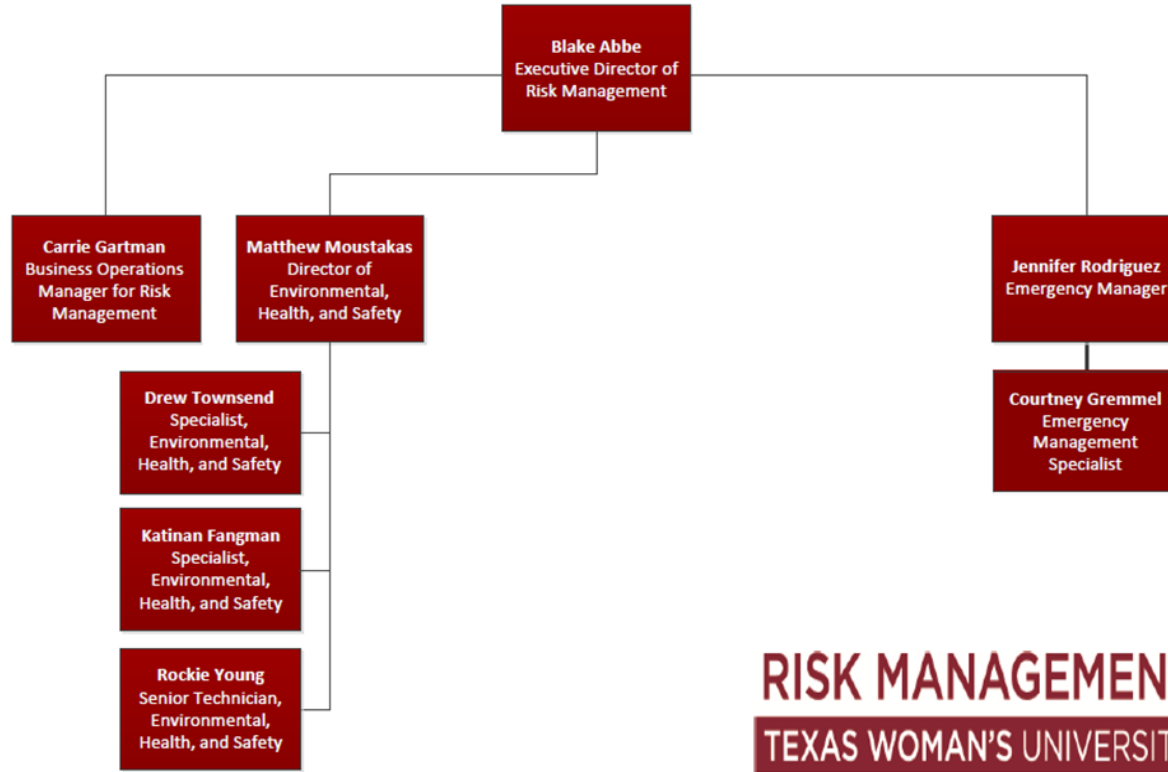 Blake Abbe
Executive Director of
Risk Management
Carrie Gartman
Business Operations
Manager for Risk
Management
Matthew Moustakas
Director of
Environmental,
Health, and Safety
Jennifer Rodriguez
Emergency Manager
Drew Townsend
Specialist,
Environmental,
Health, and Safety
Courtney Gremmel
Emergency
Management
Specialist
Katinan Fangman
Specialist,
Environmental,
Health, and Safety
Rockie Young
Senior Technician,
Environmental,
Health, and Safety
RISK MANAGEMEN
TEXAS WOMAN'S UNIVERSIT